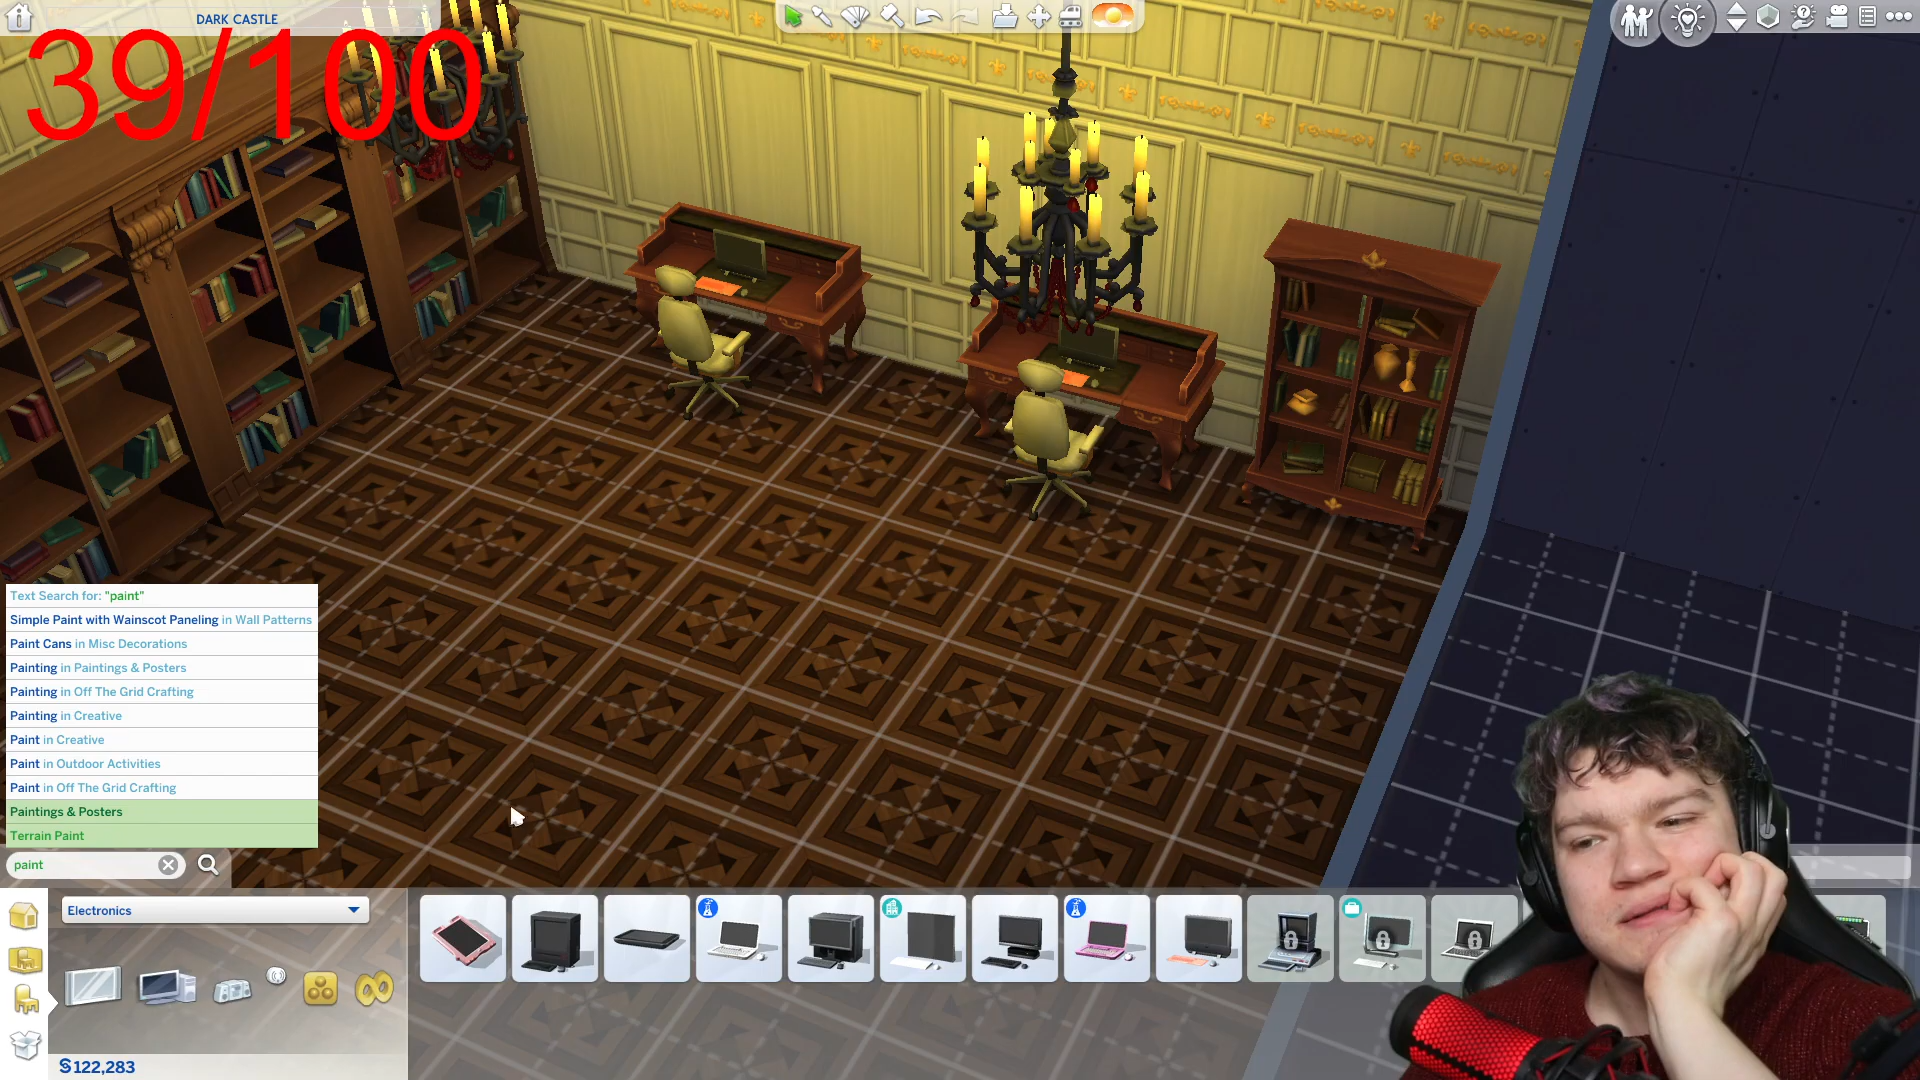 DARK CASTLE
39/100
Text Search for: "paint"
Simple Paint with Wainscot Paneling in Wall Patterns
Paint Cans in Misc Decorations
Painting in Paintings & Posters
Painting in Off The Grid Crafting
Painting in Creative
Paint in Creative
Paint in Outdoor Activities
Paint in Off The Grid Crafting
Paintings & Posters
Terrain Paint
paint
Electronics
§122,283